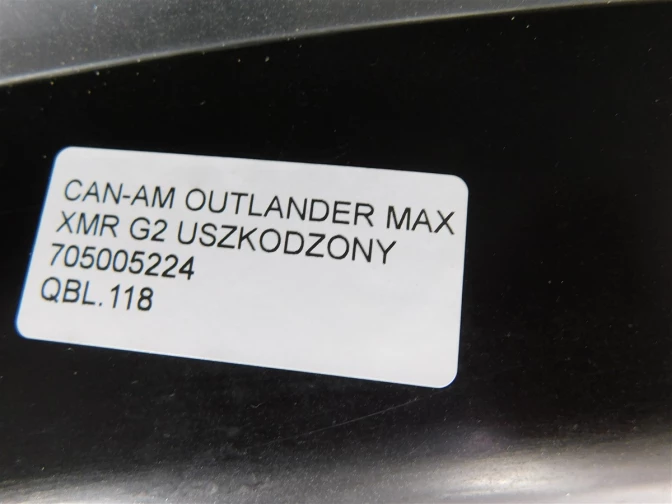 CAN-AM OUTLANDER MAX
XMR G2 USZKODZONY
705005224
QBL.118